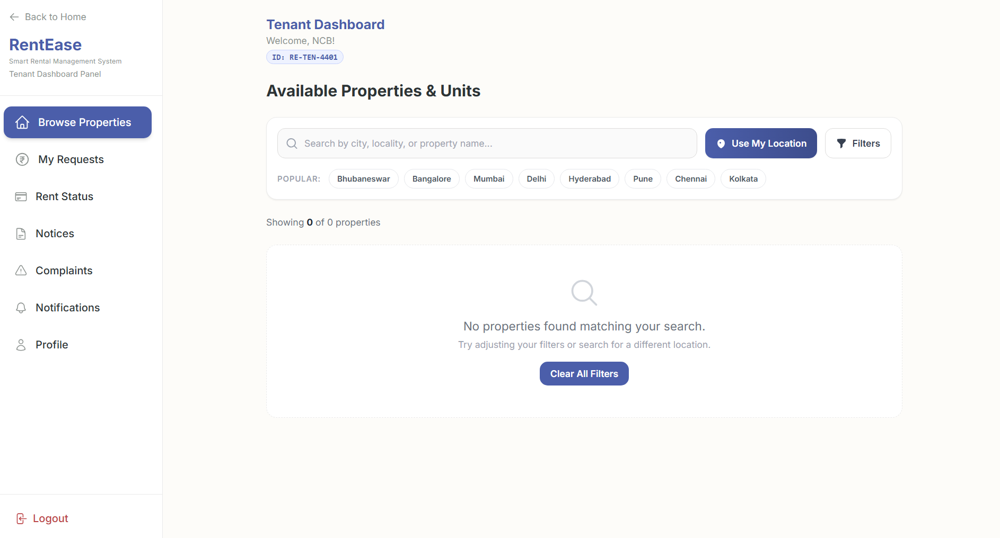 Back to Home
RentEase
Smart Rental Management System
Tenant Dashboard Panel
Browse Properties
My Requests
Rent Status
Notices
Complaints
Notifications
Profile
Logout
Tenant Dashboard
Welcome, NCB!
ID: RE-TEN-4401
Available Properties & Units
Search by city, locality, or property name...
Use My Location
Filters
POPULAR: Bhubaneswar Bangalore Mumbai Delhi Hyderabad Pune Chennai Kolkata
Showing 0 of 0 properties
No properties found matching your search.
Try adjusting your filters or search for a different location.
Clear All Filters